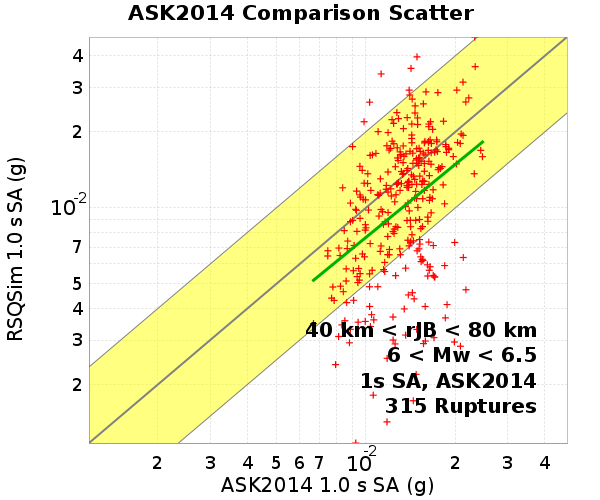 ASK2014 Comparison Scatter
4
3
2
10-2
7
6
5
4
3
2
RSQSim 1.0 s SA (g)
40 km < rJB < 80 km
6 < Mw < 6.5
1s SA, ASK2014
315 Ruptures
2 3 4 5 6 7 10-2 2 3 4
ASK2014 1.0 s SA (g)